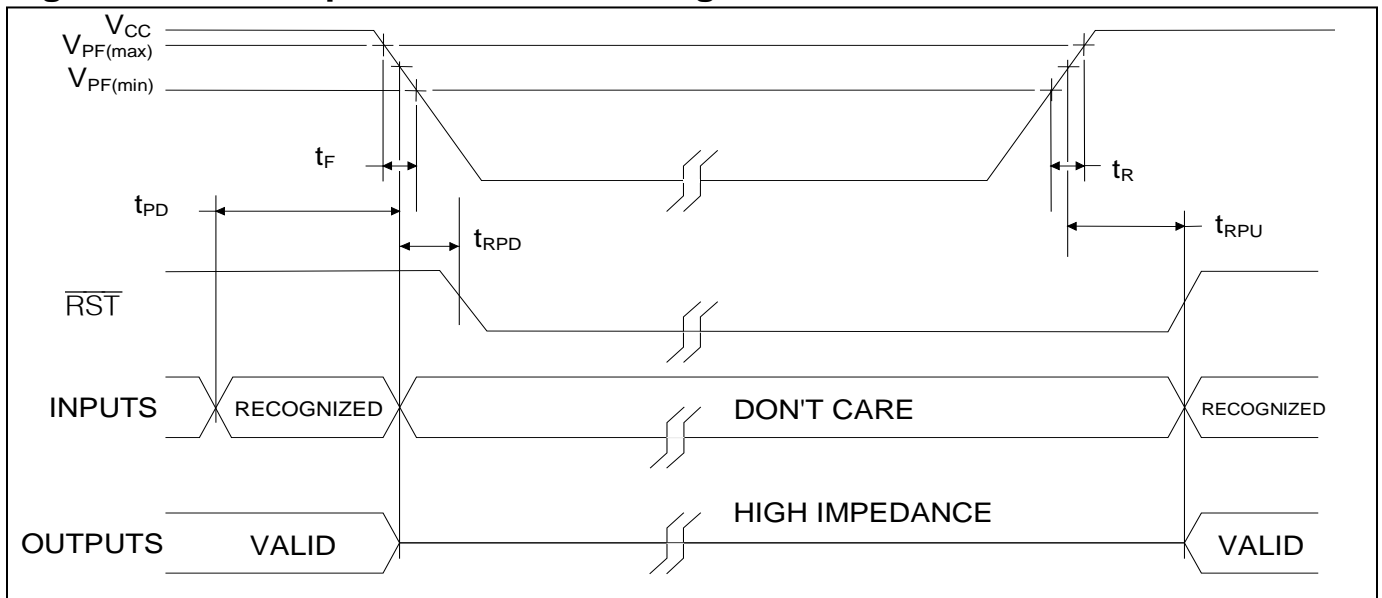 VCC
VPF(max)
VPF(min)
tF
tR
tPD
tRPD
tRPU
RST
INPUTS
RECOGNIZED
DON'T CARE
RECOGNIZED
HIGH IMPEDANCE
OUTPUTS
VALID
VALID